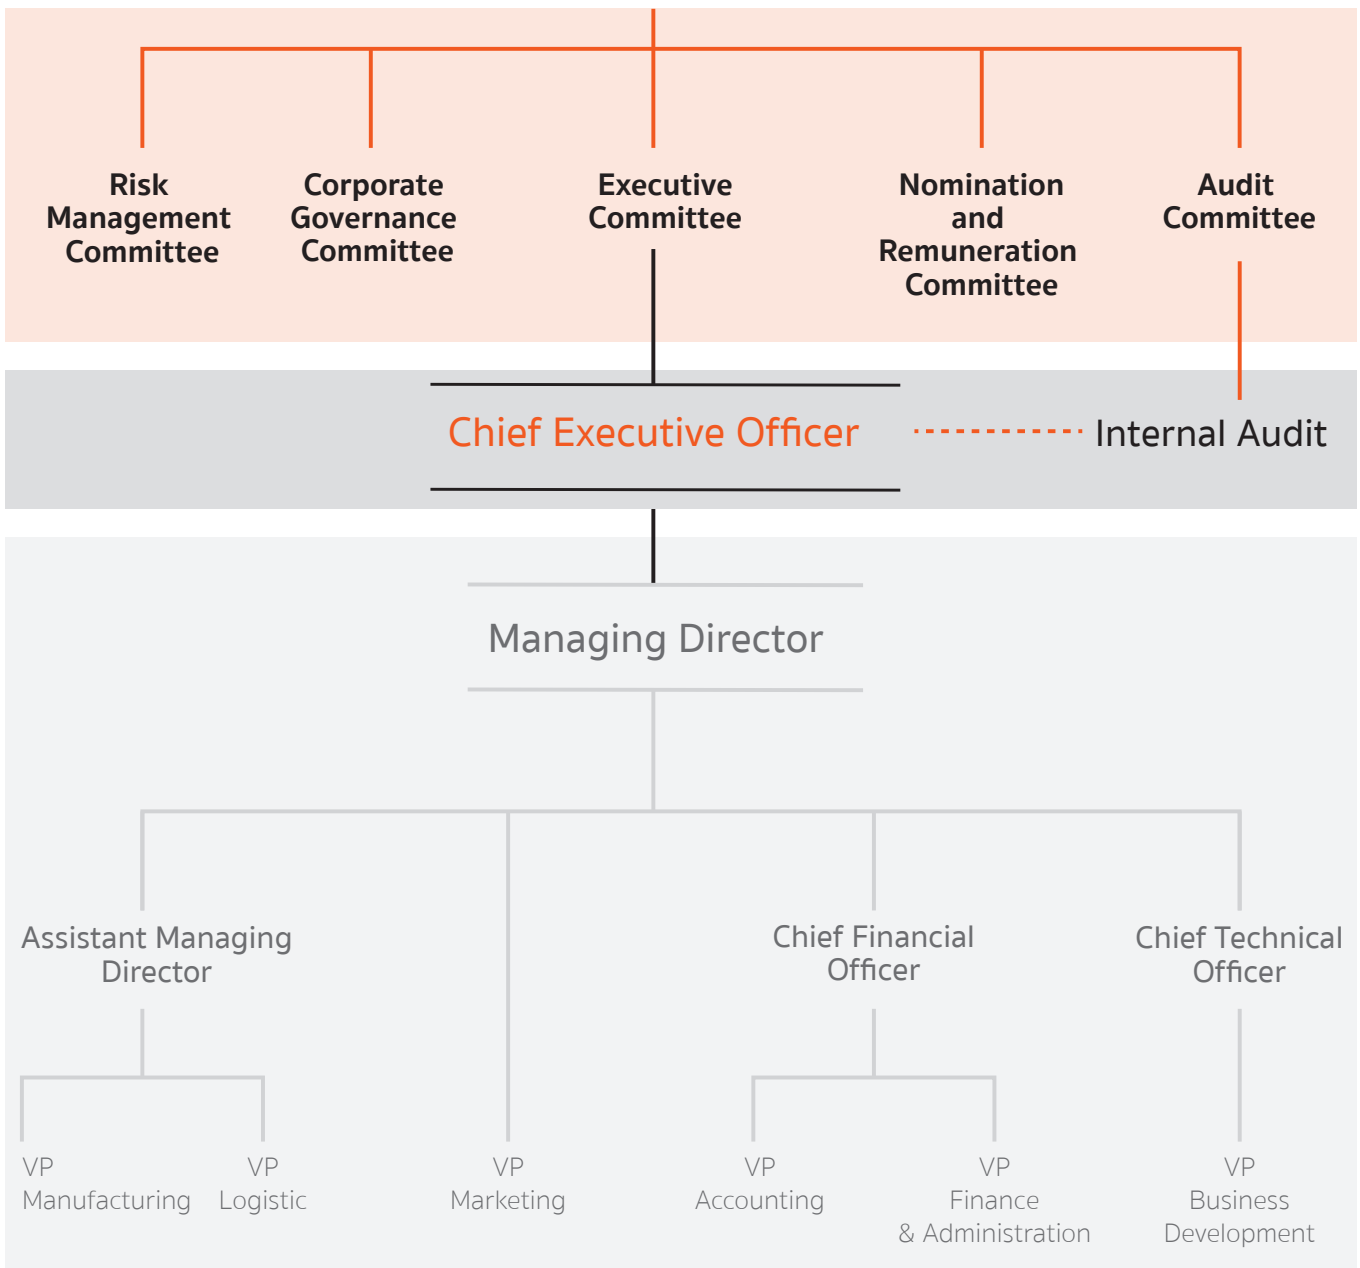 Risk
Management
Committee
Corporate
Governance
Committee
Executive
Committee
Nomination
and
Remuneration
Committee
Audit
Committee
Chief Executive Officer
Internal Audit
Managing Director
Assistant Managing
Director
Chief Financial
Officer
Chief Technical
Officer
VP
Manufacturing
VP
Logistic
VP
Marketing
VP
Accounting
VP
Finance
& Administration
VP
Business
Development